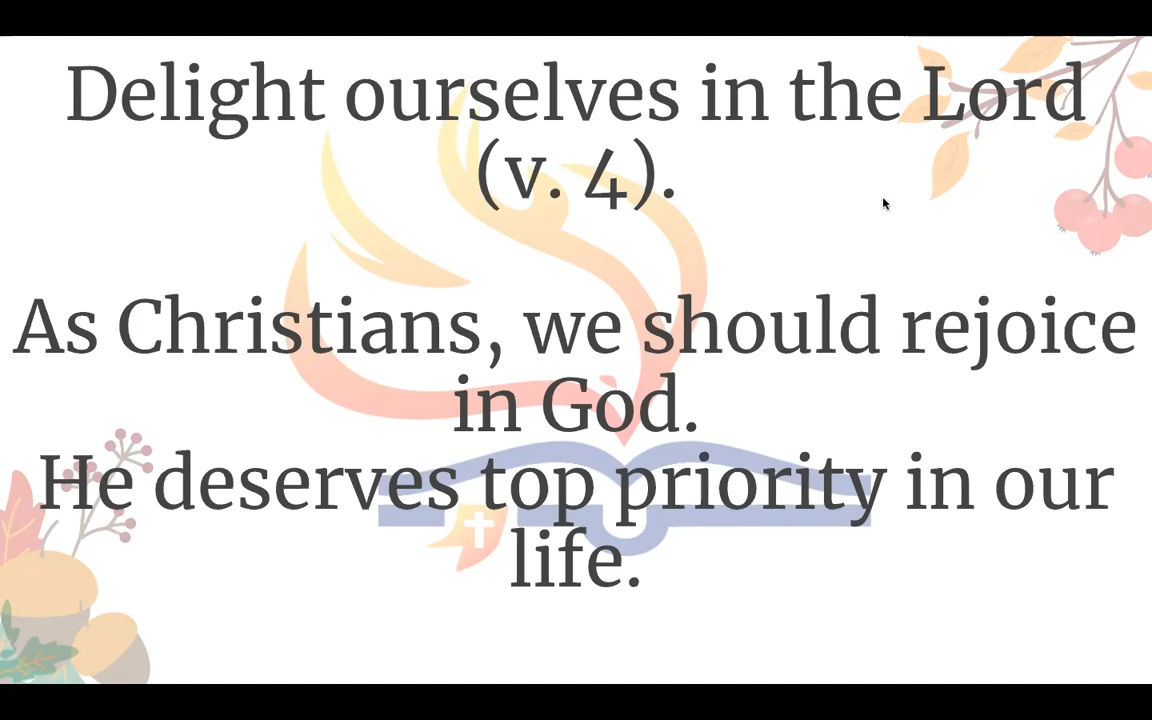 Delight ourselves in the Lord
(v. 4).
As Christians, we should rejoice
in God.
He deserves top priority in our
life.